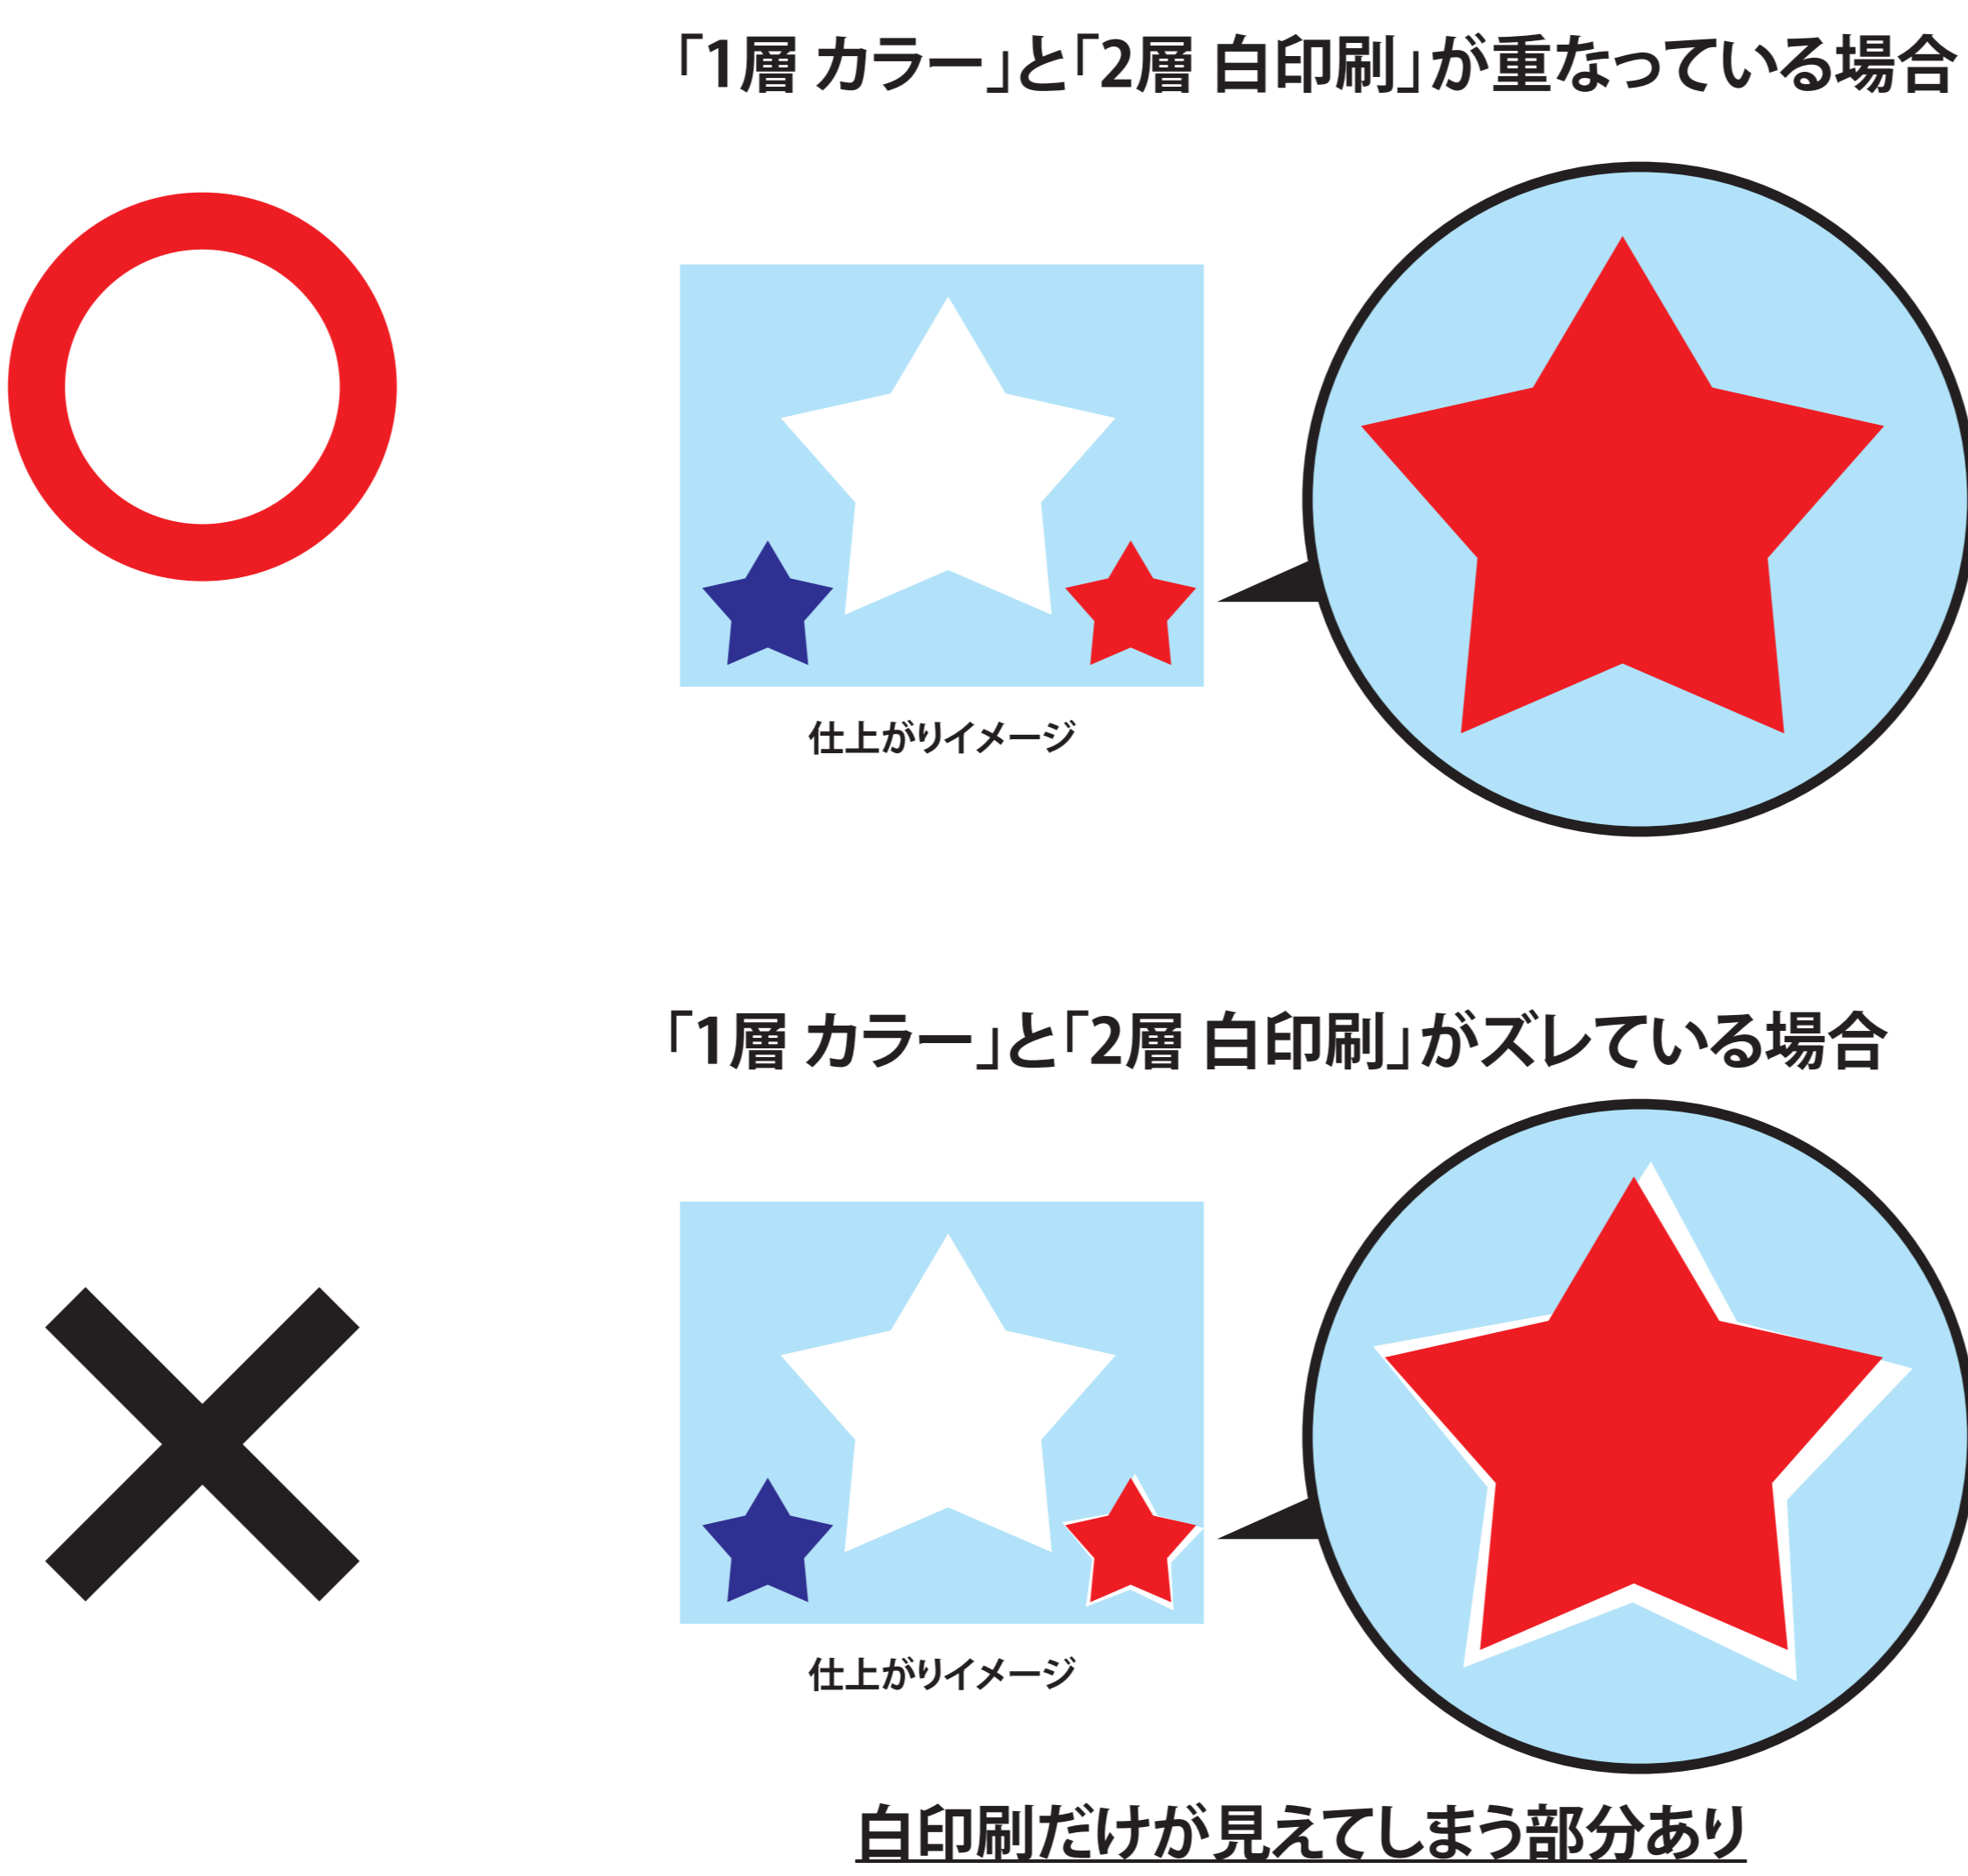 「1層 カラー」と「2層 白印刷」が重なっている場合
仕上がりイメージ
「1層 カラー」と「2層 白印刷」がズレている場合
仕上がりイメージ
白印刷だけが見えてしまう部分あり